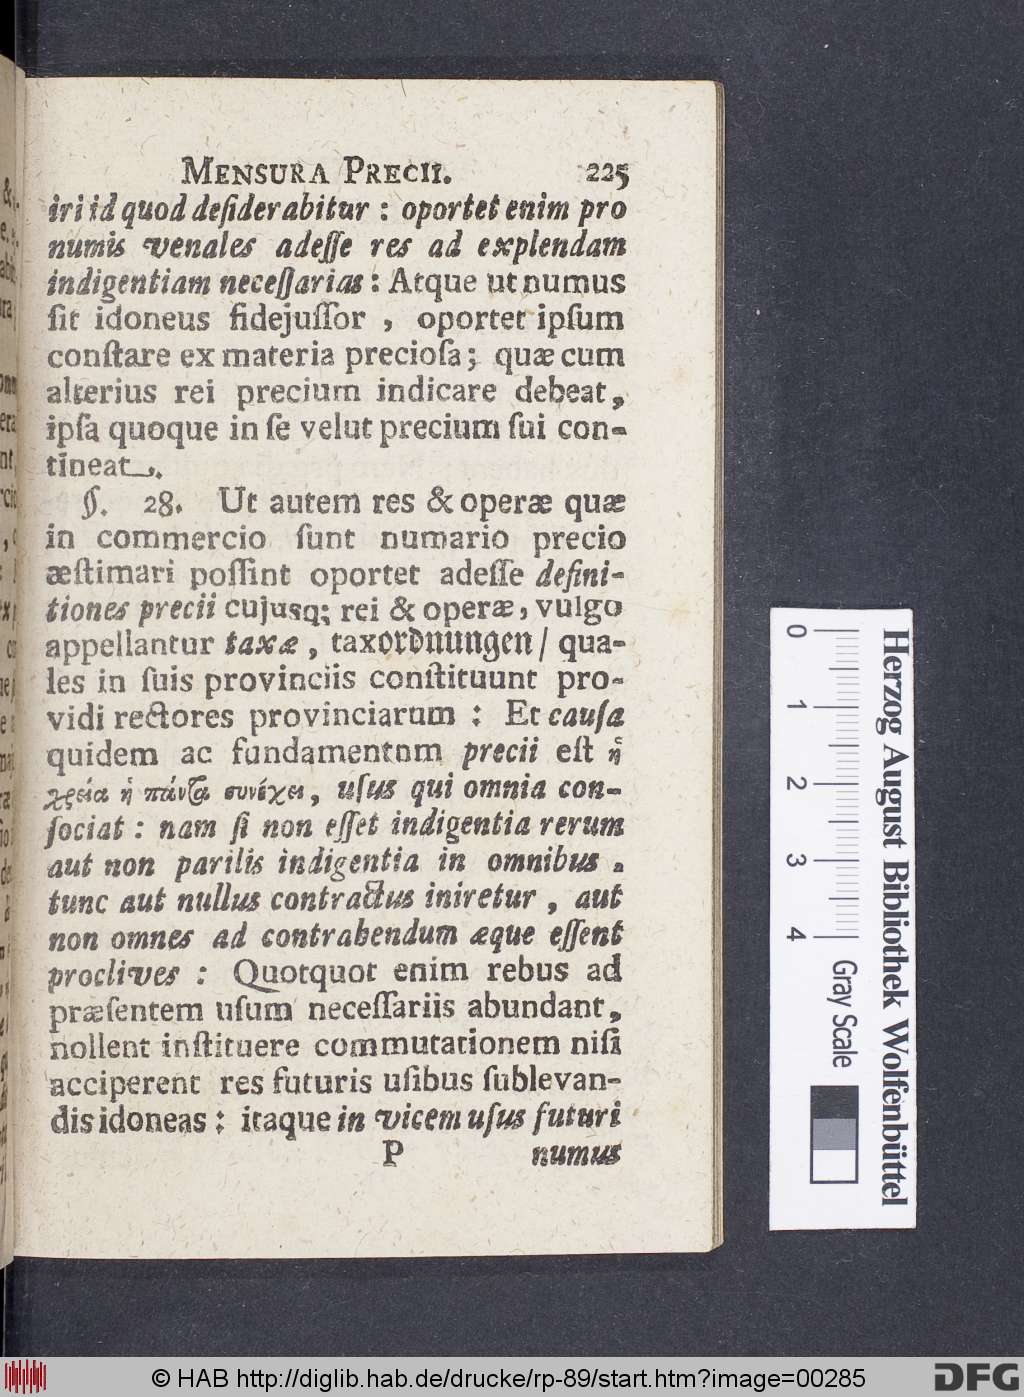 MENSURA PRECII. 225
iri id quod deſiderabitur : oportet enim pro
numis venales adeſſe res ad explendam
indigentiam neceſſarias : Atque ut numus
ſit idoneus fidejuſſor , oportet ipſum
conſtare ex materia precioſa ; quæ cum
alterius rei precium indicare debeat,
ipſa quoque in ſe velut precium ſui con-
tineat.
§. 28. Ut autem res & operæ quæ
in commercio ſunt numario precio
æſtimari poſſint oportet adeſſe defini-
tiones precii cujusq; rei & operæ, vulgo
appellantur taxæ , taxordnungen / qua-
les in ſuis provinciis conſtituunt pro-
vidi rectores provinciarum : Et cauſa
quidem ac fundamentum precii eſt ἡ
χρεία ἡ πάντα συνέχει, uſus qui omnia con-
ſociat : nam ſi non eſſet indigentia rerum
aut non parilis indigentia in omnibus .
tunc aut nullus contractus iniretur , aut
non omnes ad contrahendum æque eſſent
proclives : Quotquot enim rebus ad
præſentem uſum neceſſariis abundant,
nollent inſtituere commutationem niſi
acciperent res futuris uſibus ſublevan-
dis idoneas : itaque in vicem uſus futuri
P numus
0 1 2 3 4 Gray Scale
Herzog August Bibliothek Wolfenbüttel
© HAB http://diglib.hab.de/drucke/rp-89/start.htm?image=00285
DFG